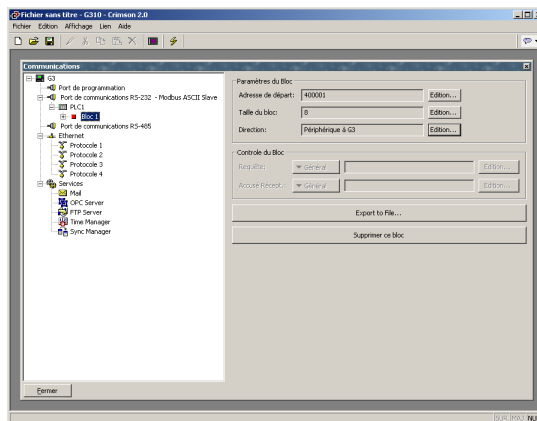 Fichier sans titre - G310 - Crimson 2.0
Fichier Edition Affichage Lien Aide
Communications
G3
Port de programmation
Port de communications RS-232 - Modbus ASCII Slave
PLC1
Bloc 1
Port de communications RS-485
Ethernet
Protocole 1
Protocole 2
Protocole 3
Protocole 4
Services
Mail
OPC Server
FTP Server
Time Manager
Sync Manager
Paramètres du Bloc
Adresse de départ: 400001 Edition...
Taille du bloc: 8 Edition...
Direction: Périphérique à G3 Edition...
Controle du Bloc
Requête: Général Edition...
Accusé Récept.: Général Edition...
Export to File...
Supprimer ce bloc
Fermer
SUR MAJ NU